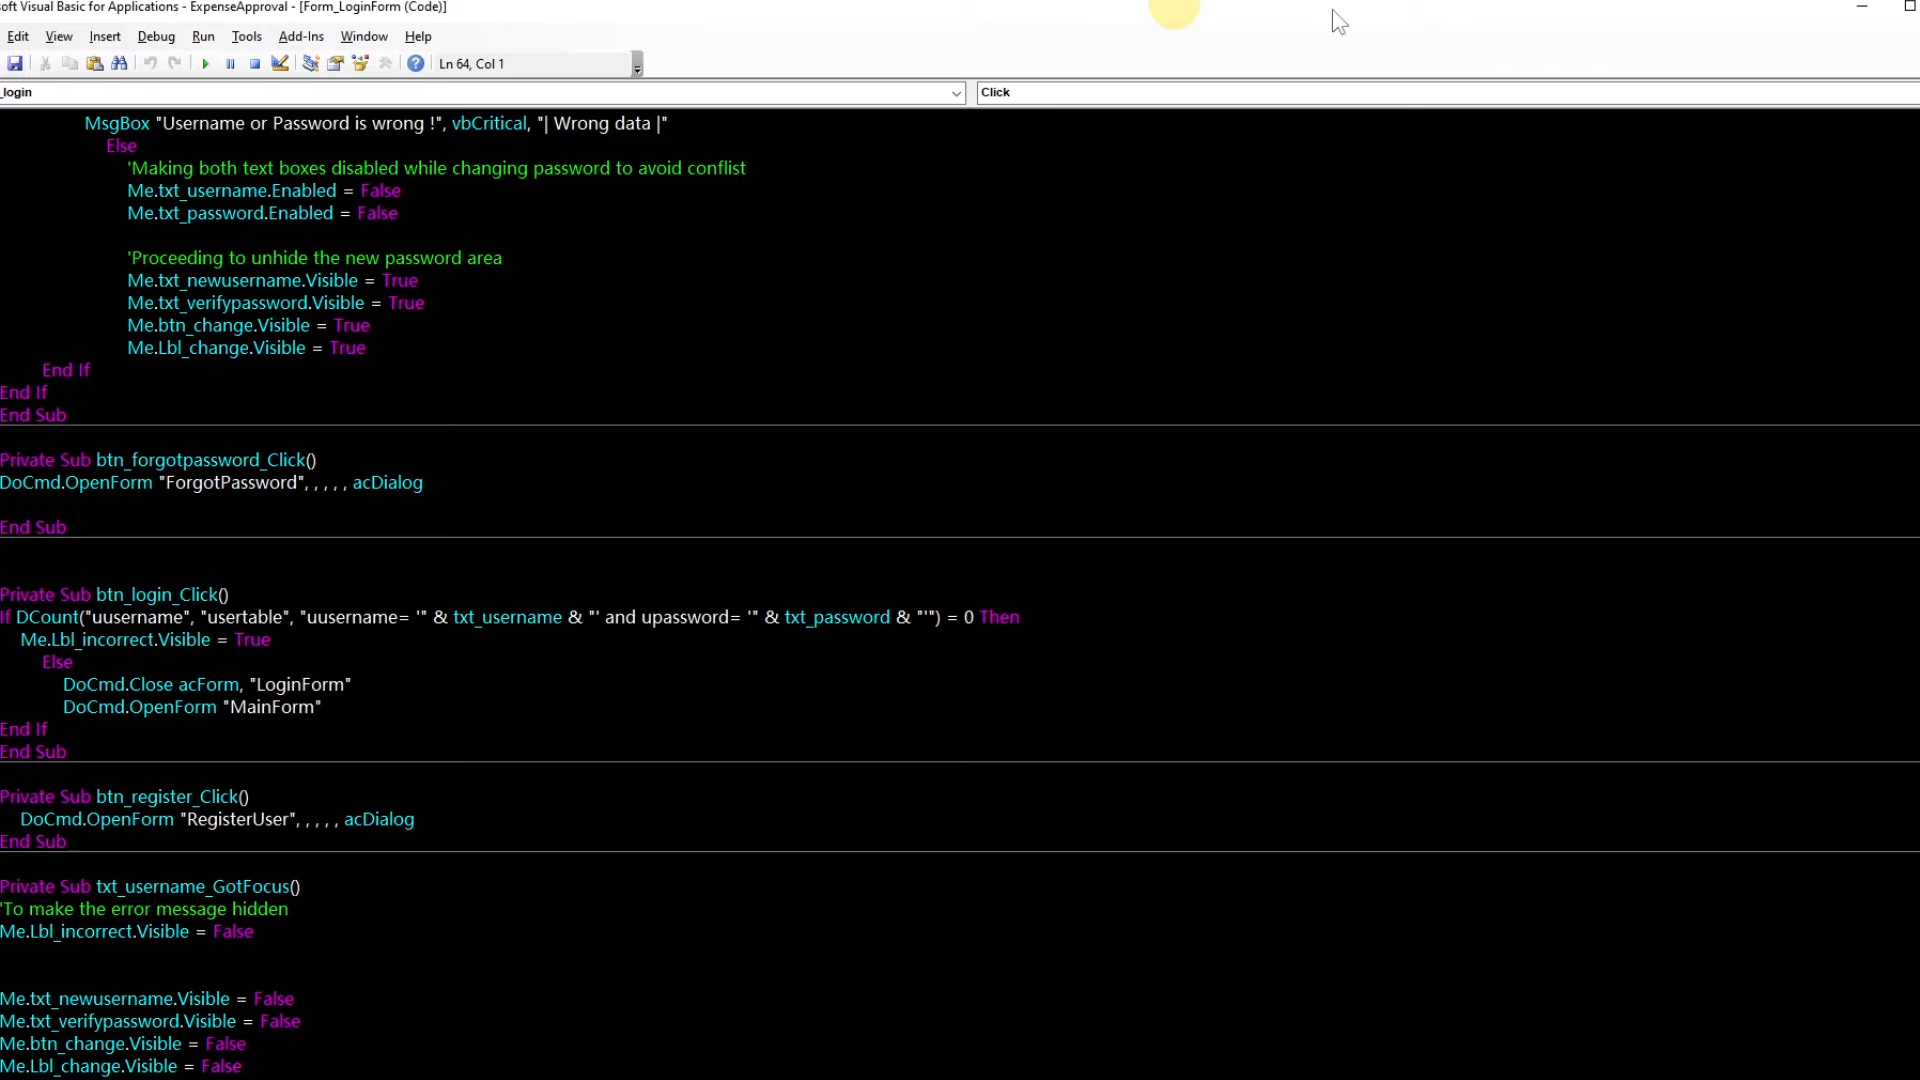 oft Visual Basic for Applications - ExpenseApproval - [Form_LoginForm (Code)]
Edit View Insert Debug Run Tools Add-Ins Window Help
Ln 64, Col 1
_login Click
MsgBox "Username or Password is wrong !", vbCritical, "| Wrong data |"
Else
'Making both text boxes disabled while changing password to avoid conflist
Me.txt_username.Enabled = False
Me.txt_password.Enabled = False
'Proceeding to unhide the new password area
Me.txt_newusername.Visible = True
Me.txt_verifypassword.Visible = True
Me.btn_change.Visible = True
Me.Lbl_change.Visible = True
End If
End If
End Sub
Private Sub btn_forgotpassword_Click()
DoCmd.OpenForm "ForgotPassword", , , , , acDialog
End Sub
Private Sub btn_login_Click()
If DCount("uusername", "usertable", "uusername= '" & txt_username & "' and upassword= '" & txt_password & "'") = 0 Then
Me.Lbl_incorrect.Visible = True
Else
DoCmd.Close acForm, "LoginForm"
DoCmd.OpenForm "MainForm"
End If
End Sub
Private Sub btn_register_Click()
DoCmd.OpenForm "RegisterUser", , , , , acDialog
End Sub
Private Sub txt_username_GotFocus()
'To make the error message hidden
Me.Lbl_incorrect.Visible = False
Me.txt_newusername.Visible = False
Me.txt_verifypassword.Visible = False
Me.btn_change.Visible = False
Me.Lbl_change.Visible = False